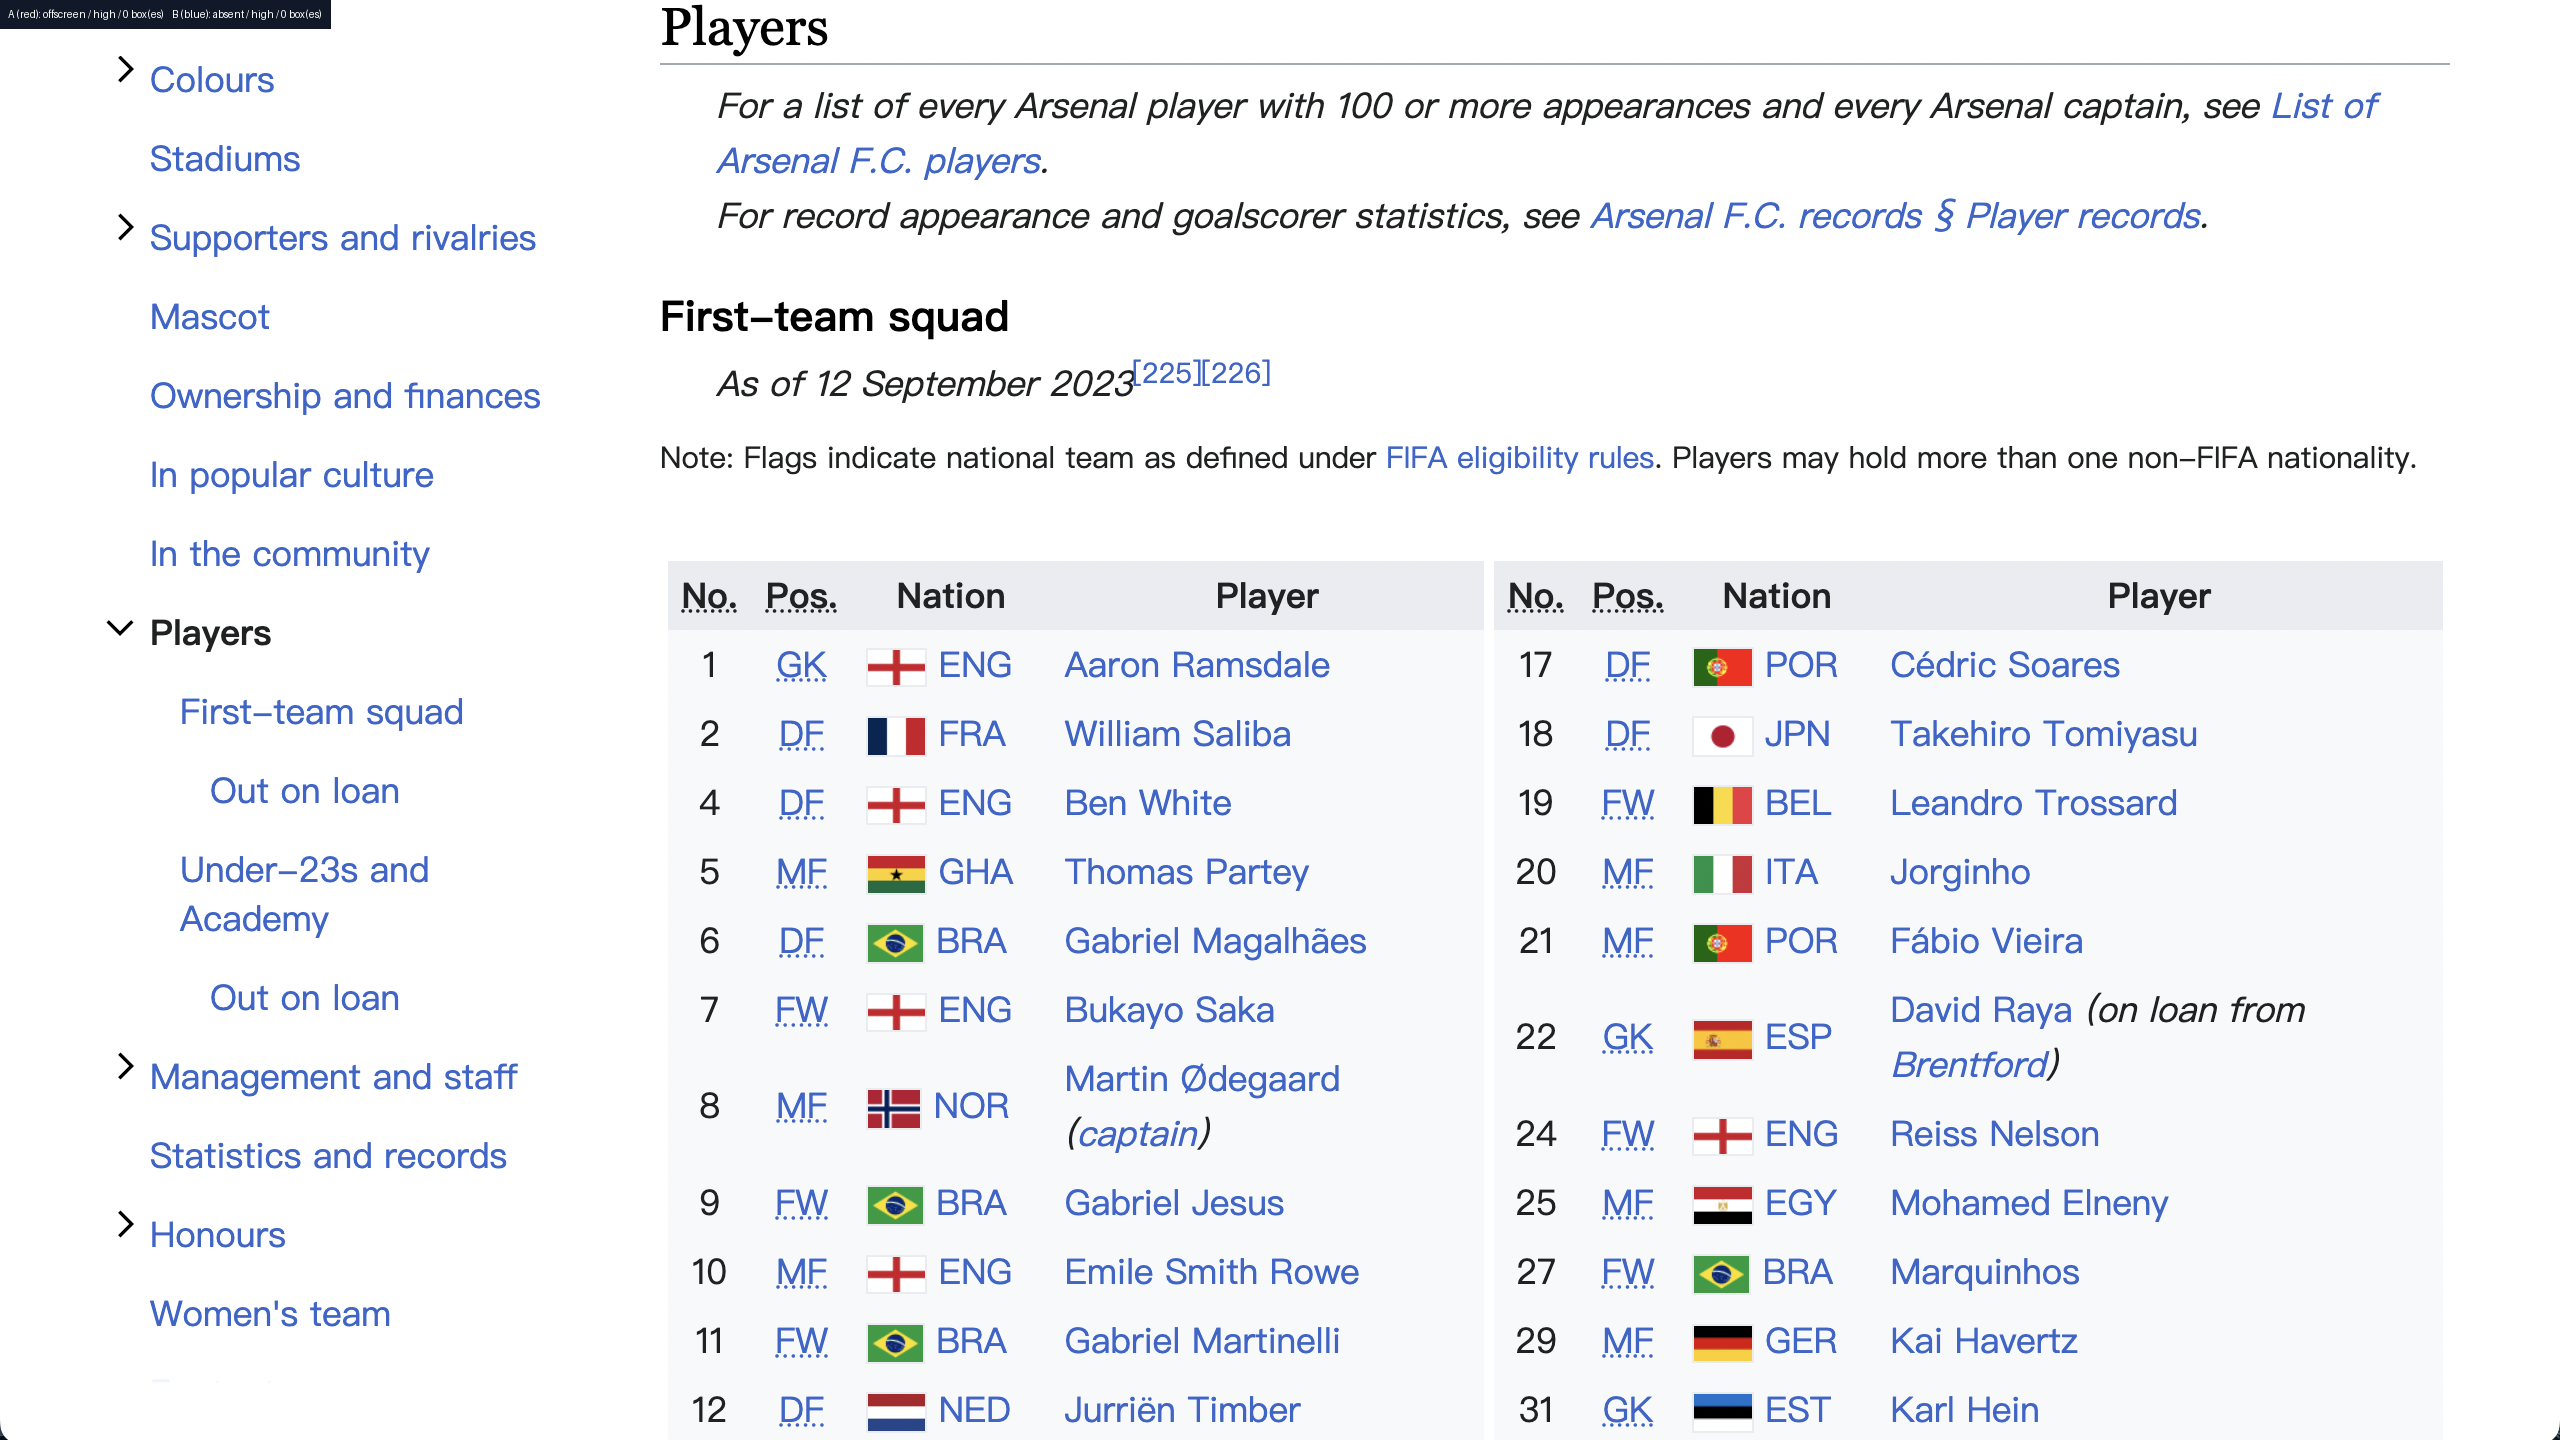 A (red): offscreen / high / 0 box(es) B (blue): absent / high / 0 box(es)
Colours
Stadiums
Supporters and rivalries
Mascot
Ownership and finances
In popular culture
In the community
Players
First-team squad
Out on loan
Under-23s and
Academy
Out on loan
Management and staff
Statistics and records
Honours
Women's team
Players
For a list of every Arsenal player with 100 or more appearances and every Arsenal captain, see List of
Arsenal F.C. players.
For record appearance and goalscorer statistics, see Arsenal F.C. records § Player records.
First-team squad
As of 12 September 2023[225][226]
Note: Flags indicate national team as defined under FIFA eligibility rules. Players may hold more than one non-FIFA nationality.
No. Pos. Nation Player
1 GK ENG Aaron Ramsdale
2 DF FRA William Saliba
4 DF ENG Ben White
5 MF GHA Thomas Partey
6 DF BRA Gabriel Magalhães
7 FW ENG Bukayo Saka
8 MF NOR Martin Ødegaard
(captain)
9 FW BRA Gabriel Jesus
10 MF ENG Emile Smith Rowe
11 FW BRA Gabriel Martinelli
12 DF NED Jurriën Timber
No. Pos. Nation Player
17 DF POR Cédric Soares
18 DF JPN Takehiro Tomiyasu
19 FW BEL Leandro Trossard
20 MF ITA Jorginho
21 MF POR Fábio Vieira
22 GK ESP David Raya (on loan from
Brentford)
24 FW ENG Reiss Nelson
25 MF EGY Mohamed Elneny
27 FW BRA Marquinhos
29 MF GER Kai Havertz
31 GK EST Karl Hein